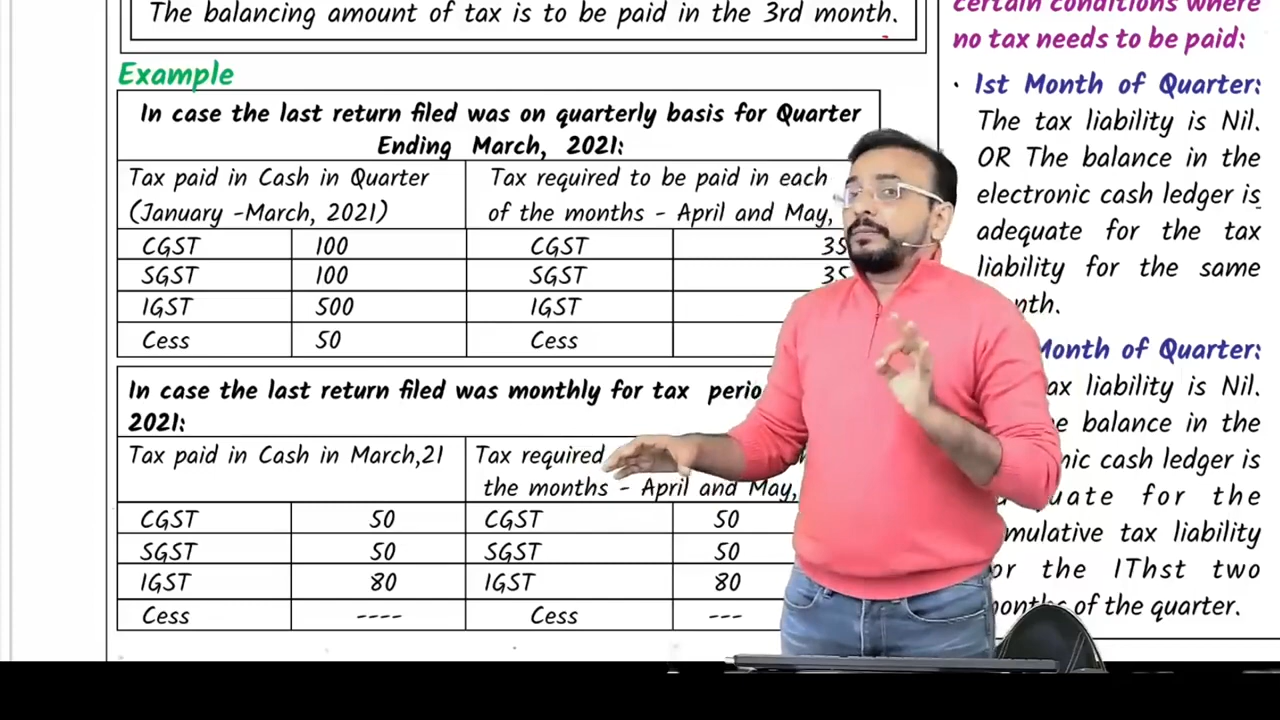 The balancing amount of tax is to be paid in the 3rd month.
Example
In case the last return filed was on quarterly basis for Quarter
Ending March, 2021:
Tax paid in Cash in Quarter
(January -March, 2021)
Tax required to be paid in each
of the months - April and May,
CGST 100 CGST 35
SGST 100 SGST 35
IGST 500 IGST
Cess 50 Cess
In case the last return filed was monthly for tax
2021:
Tax paid in Cash in March,21
Tax required
the months - April and May,
CGST 50 CGST 50
SGST 50 SGST 50
IGST 80 IGST 80
Cess ---- Cess ---
certain conditions where
no tax needs to be paid:
· 1st Month of Quarter:
The tax liability is Nil.
OR The balance in the
electronic cash ledger is
adequate for the tax
liability for the same
Month of Quarter:
liability is Nil.
balance in the
cash ledger is
for the
tax liability
the IThst two
of the quarter.